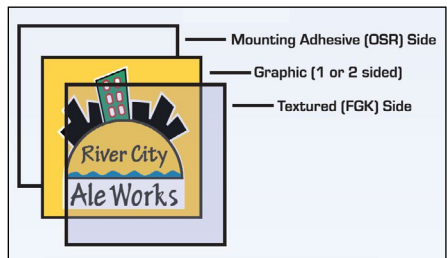 Mounting Adhesive (OSR) Side
Graphic (1 or 2 sided)
Textured (FGK) Side
River City
Ale Works